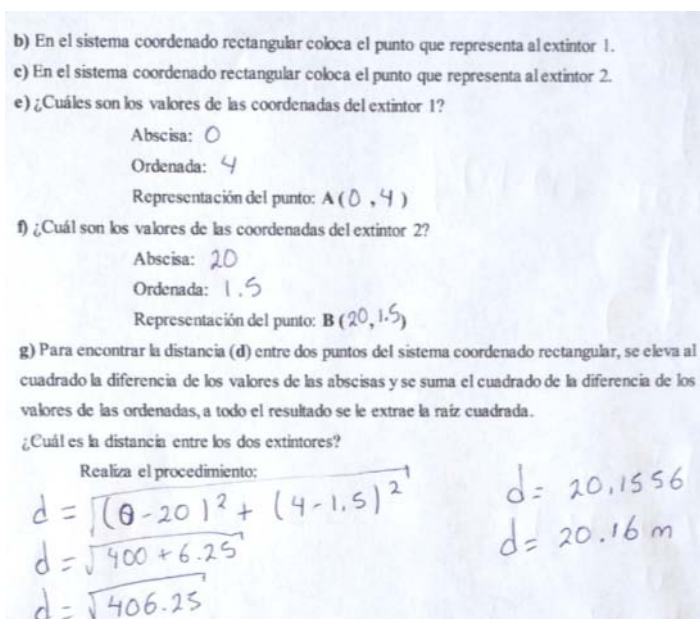 b) En el sistema coordenado rectangular coloca el punto que representa al extintor 1.
c) En el sistema coordenado rectangular coloca el punto que representa al extintor 2.
e) ¿Cuáles son los valores de las coordenadas del extintor 1?
Abscisa: 0
Ordenada: 4
Representación del punto: A (0 , 4 )
f) ¿Cuál son los valores de las coordenadas del extintor 2?
Abscisa: 20
Ordenada: 1.5
Representación del punto: B (20, 1.5)
g) Para encontrar la distancia (d) entre dos puntos del sistema coordenado rectangular, se eleva al
cuadrado la diferencia de los valores de las abscisas y se suma el cuadrado de la diferencia de los
valores de las ordenadas, a todo el resultado se le extrae la raíz cuadrada.
¿Cuál es la distancia entre los dos extintores?
Realiza el procedimiento:
d = √(0-20)² + (4-1.5)²
d = √400 + 6.25
d = √406.25
d = 20.1556
d = 20.16 m